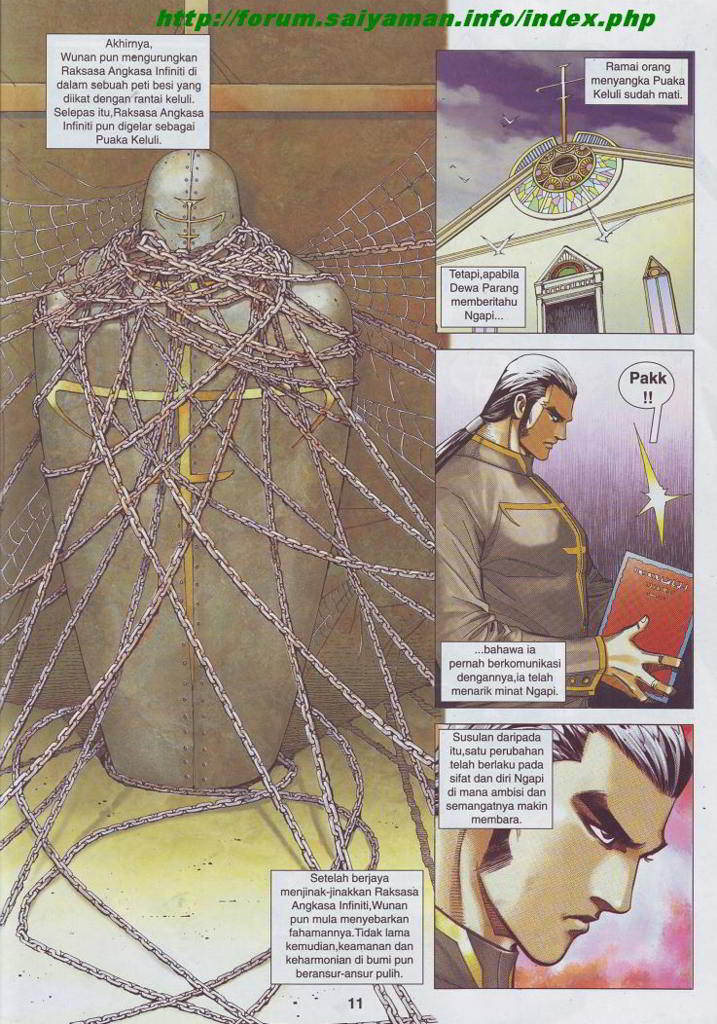 http://forum.saiyaman.info/index.php
Akhirnya,
Wunan pun mengurungkan
Raksasa Angkasa Infiniti di
dalam sebuah peti besi yang
diikat dengan rantai keluli.
Selepas itu,Raksasa Angkasa
Infiniti pun digelar sebagai
Puaka Keluli.
Setelah berjaya
menjinak-jinakkan Raksasa
Angkasa Infiniti,Wunan
pun mula menyebarkan
fahamannya.Tidak lama
kemudian,keamanan dan
keharmonian di bumi pun
beransur-ansur pulih.
Ramai orang
menyangka Puaka
Keluli sudah mati.
Tetapi,apabila
Dewa Parang
memberitahu
Ngapi...
Pakk
!!
...bahawa ia
pernah berkomunikasi
dengannya,ia telah
menarik minat Ngapi.
Susulan daripada
itu,satu perubahan
telah berlaku pada
sifat dan diri Ngapi
di mana ambisi dan
semangatnya makin
membara.
11